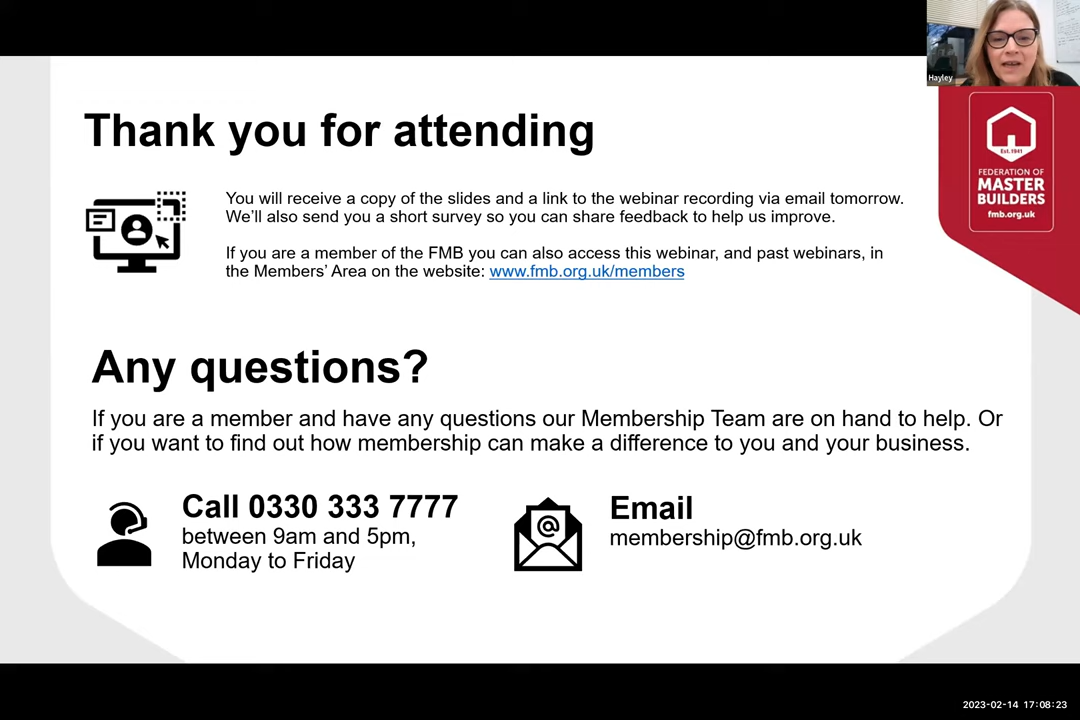 Hayley
Thank you for attending
Est. 1941
FEDERATION OF
MASTER
BUILDERS
fmb.org.uk
You will receive a copy of the slides and a link to the webinar recording via email tomorrow.
We’ll also send you a short survey so you can share feedback to help us improve.
If you are a member of the FMB you can also access this webinar, and past webinars, in
the Members’ Area on the website: www.fmb.org.uk/members
Any questions?
If you are a member and have any questions our Membership Team are on hand to help. Or
if you want to find out how membership can make a difference to you and your business.
Call 0330 333 7777
between 9am and 5pm,
Monday to Friday
@
Email
membership@fmb.org.uk
2023-02-14 17:08:23